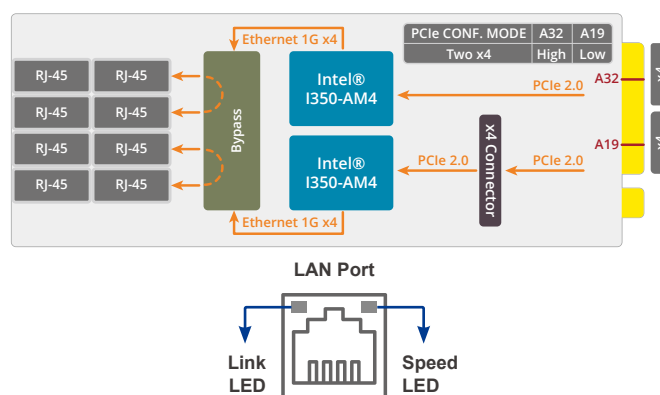 Ethernet 1G x4
PCIe CONF. MODE A32 A19
Two x4 High Low
RJ-45 RJ-45
RJ-45 RJ-45
RJ-45 RJ-45
RJ-45 RJ-45
Bypass
Intel®
I350-AM4
PCIe 2.0
A32
x4
Intel®
I350-AM4
PCIe 2.0
x4 Connector
PCIe 2.0
A19
x4
Ethernet 1G x4
LAN Port
Link
LED
Speed
LED